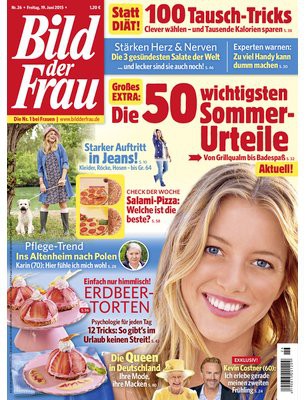 Nr. 26 • Freitag, 19. Juni 2015 •
1,20 €
Bild
der
Frau
Die Nr. 1 bei Frauen | www.bildderfrau.de
Statt
DIÄT!
100 Tausch-Tricks
Clever wählen – und Tausende Kalorien sparen
Stärken Herz & Nerven
Die 3 gesündesten Salate der Welt
... und lecker sind sie auch noch!
Experten warnen:
Zu viel Handy kann
dumm machen
Großes
EXTRA:
Die 50 wichtigsten
Sommer-
Urteile
Von Grillqualm bis Badespaß
Aktuell!
Starker Auftritt
in Jeans!
Kleider, Röcke, Hosen – bis Gr. 64
CHECK DER WOCHE
Salami-Pizza:
Welche ist die
beste?
Pflege-Trend
Ins Altenheim nach Polen
Karin (70): Hier fühle ich mich wohl
Einfach nur himmlisch!
ERDBEER-
TORTEN
Psychologie für jeden Tag
12 Tricks: So gibt's im
Urlaub keinen Streit!
Die Queen
in Deutschland
Ihre Mode,
ihre Macken
EXKLUSIV!
Kevin Costner (60):
Ich erlebe gerade
meinen zweiten
Frühling